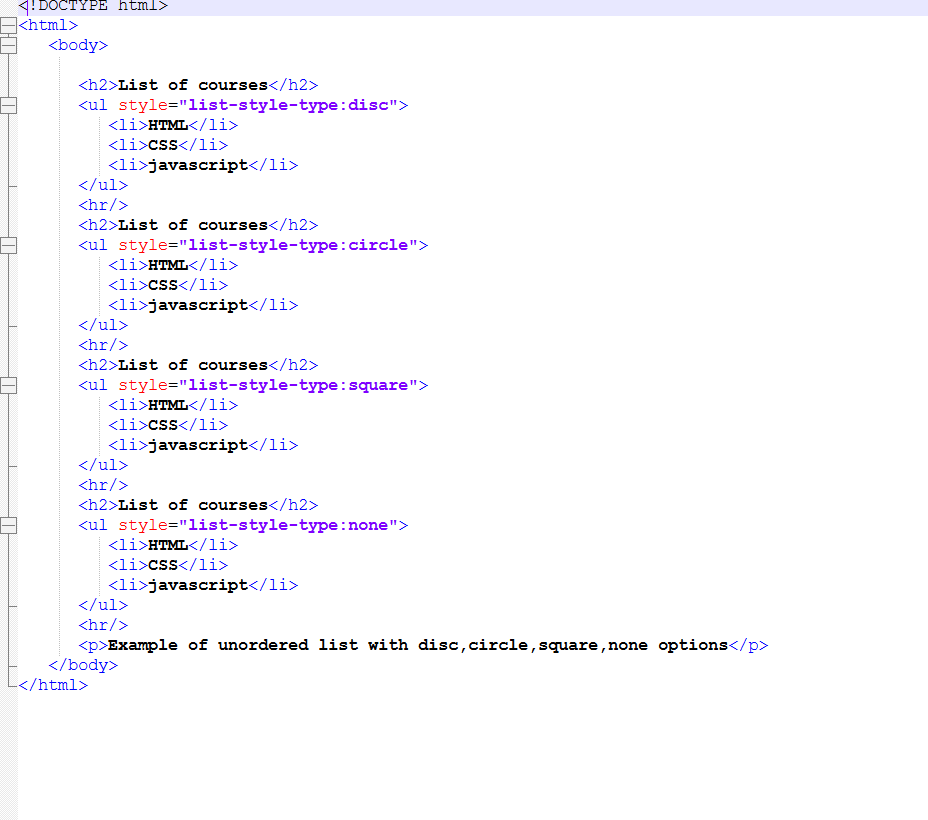 <!DOCTYPE html>
<html>
<body>
<h2>List of courses</h2>
<ul style="list-style-type:disc">
<li>HTML</li>
<li>CSS</li>
<li>javascript</li>
</ul>
<hr/>
<h2>List of courses</h2>
<ul style="list-style-type:circle">
<li>HTML</li>
<li>CSS</li>
<li>javascript</li>
</ul>
<hr/>
<h2>List of courses</h2>
<ul style="list-style-type:square">
<li>HTML</li>
<li>CSS</li>
<li>javascript</li>
</ul>
<hr/>
<h2>List of courses</h2>
<ul style="list-style-type:none">
<li>HTML</li>
<li>CSS</li>
<li>javascript</li>
</ul>
<hr/>
<p>Example of unordered list with disc,circle,square,none options</p>
</body>
</html>